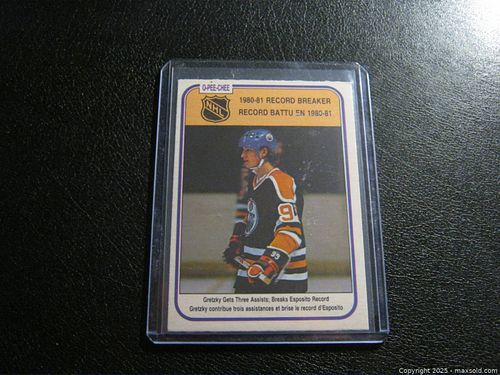 O-PEE-CHEE
NHL
1980-81 RECORD BREAKER
RECORD BATTU EN 1980-81
99
Gretzky Gets Three Assists; Breaks Esposito Record
Gretzky contribue trois assistances et brise le record d'Esposito
Copyright 2025 - maxsold.com